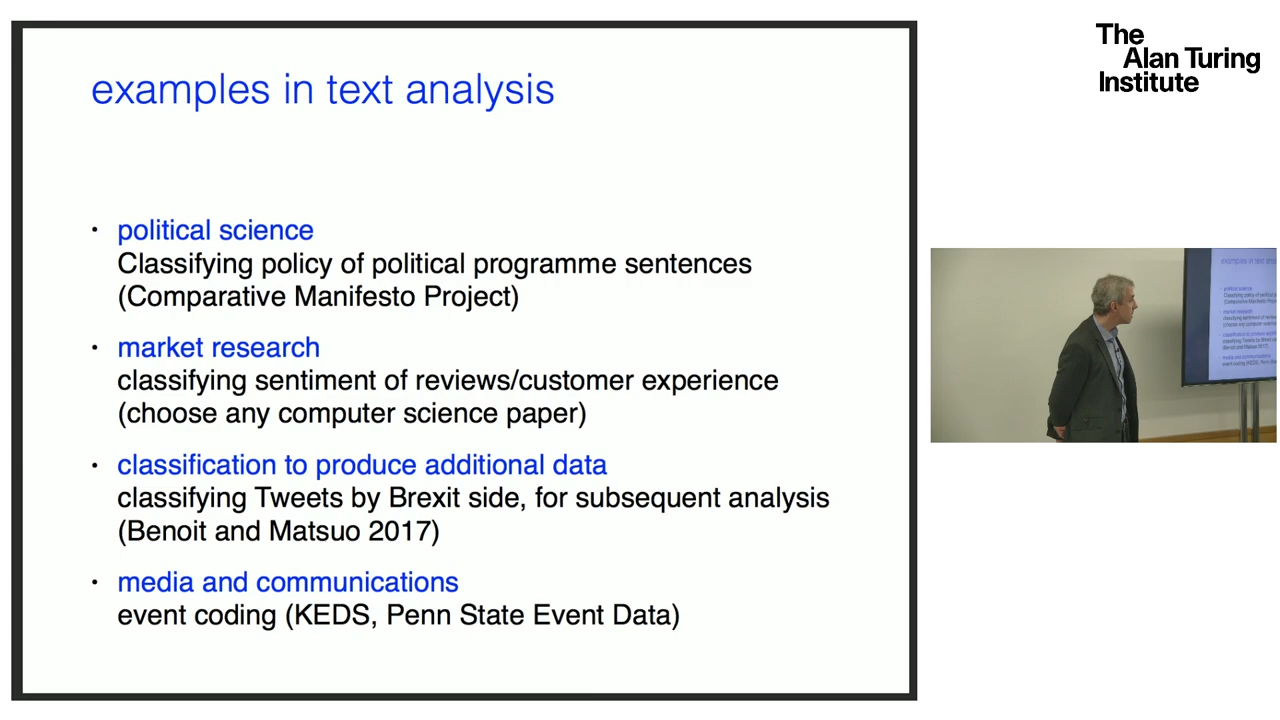 examples in text analysis
• political science
Classifying policy of political programme sentences
(Comparative Manifesto Project)
• market research
classifying sentiment of reviews/customer experience
(choose any computer science paper)
• classification to produce additional data
classifying Tweets by Brexit side, for subsequent analysis
(Benoit and Matsuo 2017)
• media and communications
event coding (KEDS, Penn State Event Data)
The
Alan Turing
Institute